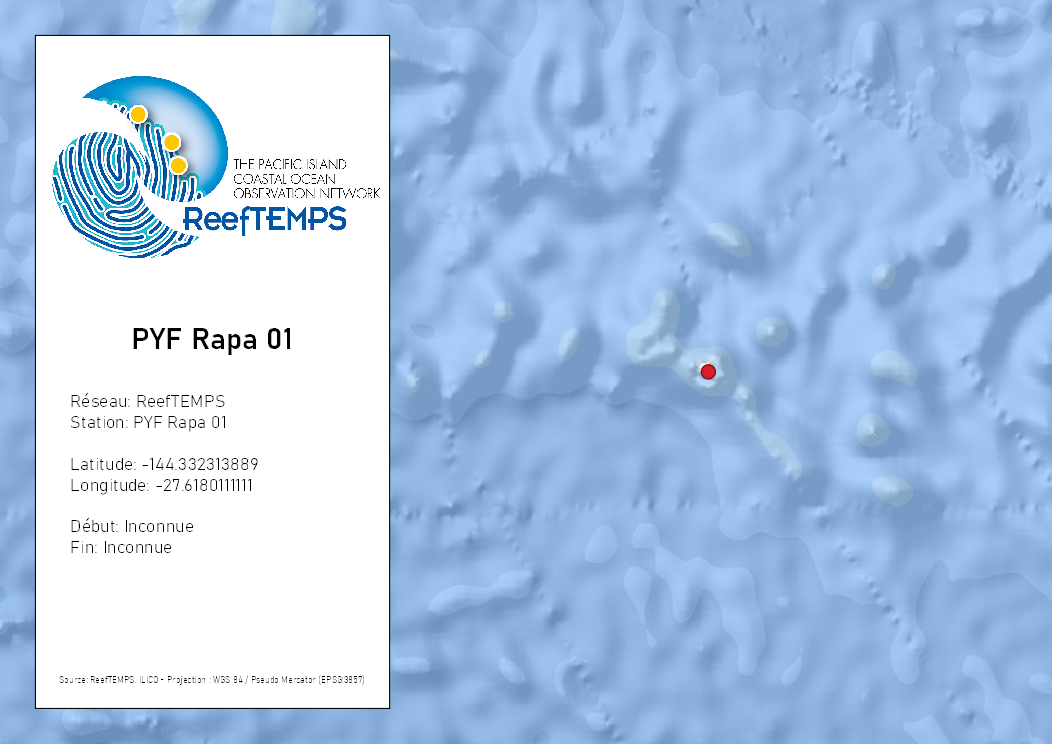 THE PACIFIC ISLAND
COASTAL OCEAN
OBSERVATION NETWORK
ReefTEMPS
PYF Rapa 01
Réseau: ReefTEMPS
Station: PYF Rapa 01
Latitude: -144.332313889
Longitude: -27.6180111111
Début: Inconnue
Fin: Inconnue
Source: ReefTEMPS, ILICO - Projection : WGS 84 / Pseudo Mercator (EPSG:3857)